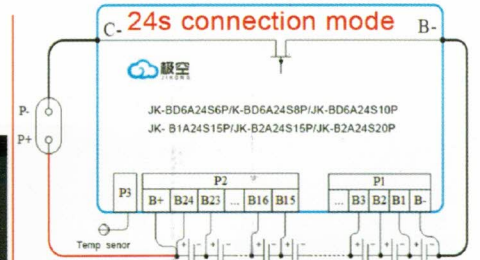 24s connection mode
C-
B-
极空
JIKONG
P-
P+
JK-BD6A24S6P/K-BD6A24S8P/JK-BD6A24S10P
JK- B1A24S15P/JK-B2A24S15P/JK-B2A24S20P
P3
P2
P1
B+ B24 B23 ... B16 B15
... B3 B2 B1 B-
Temp senor
+ - + - + - + - + - + -